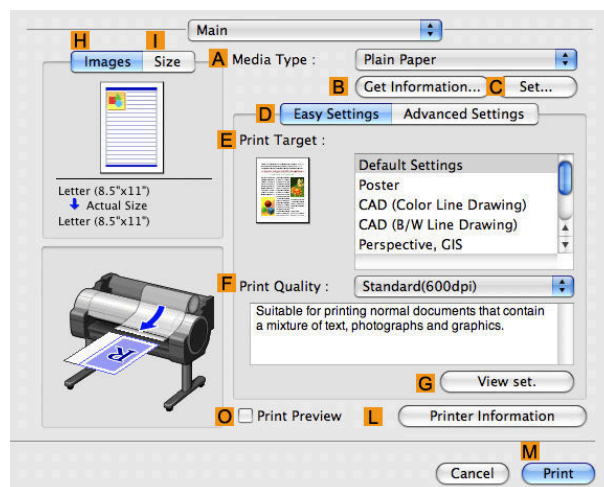 Main
H
I
Images
Size
A
Media Type :
Plain Paper
B
Get Information...
C
Set...
D
Easy Settings
Advanced Settings
E
Print Target :
Default Settings
Poster
CAD (Color Line Drawing)
CAD (B/W Line Drawing)
Perspective, GIS
Letter (8.5"x11")
Actual Size
Letter (8.5"x11")
F
Print Quality :
Standard(600dpi)
Suitable for printing normal documents that contain
a mixture of text, photographs and graphics.
R
G
View set.
O
Print Preview
L
Printer Information
M
Cancel
Print